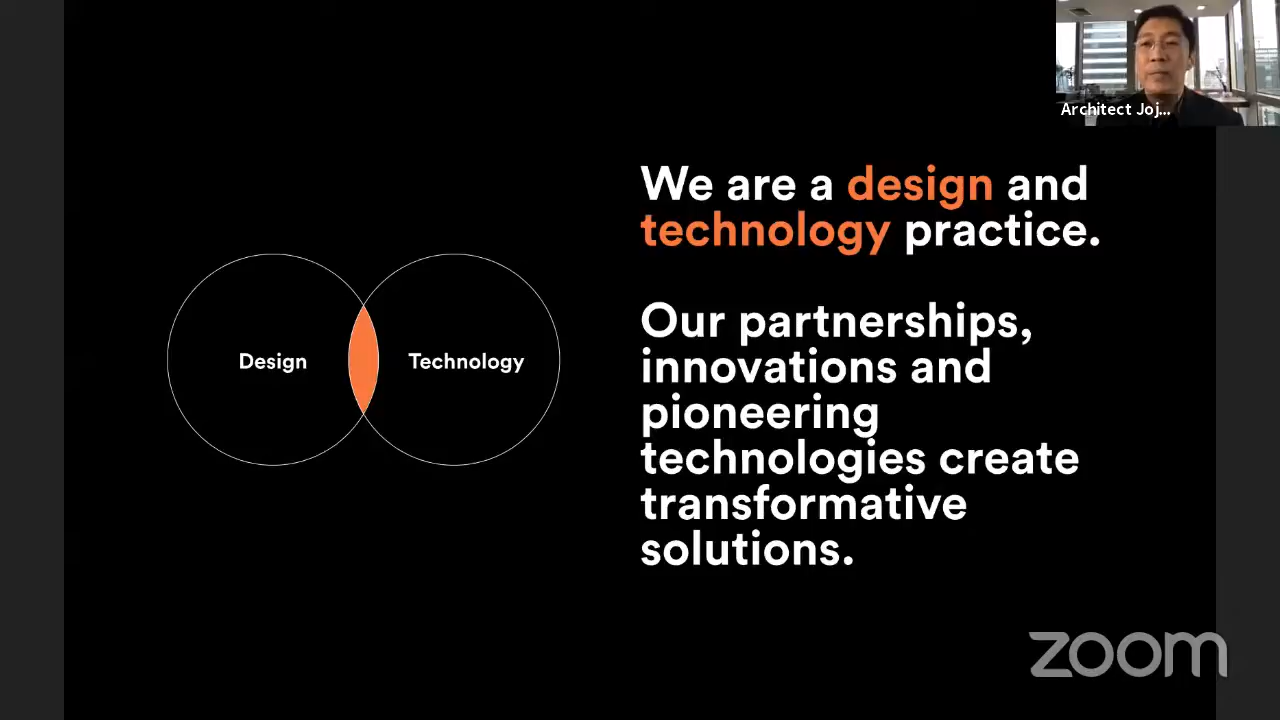 Architect Joj...
We are a design and
technology practice.
Our partnerships,
innovations and
pioneering
technologies create
transformative
solutions.
Design
Technology
zoom